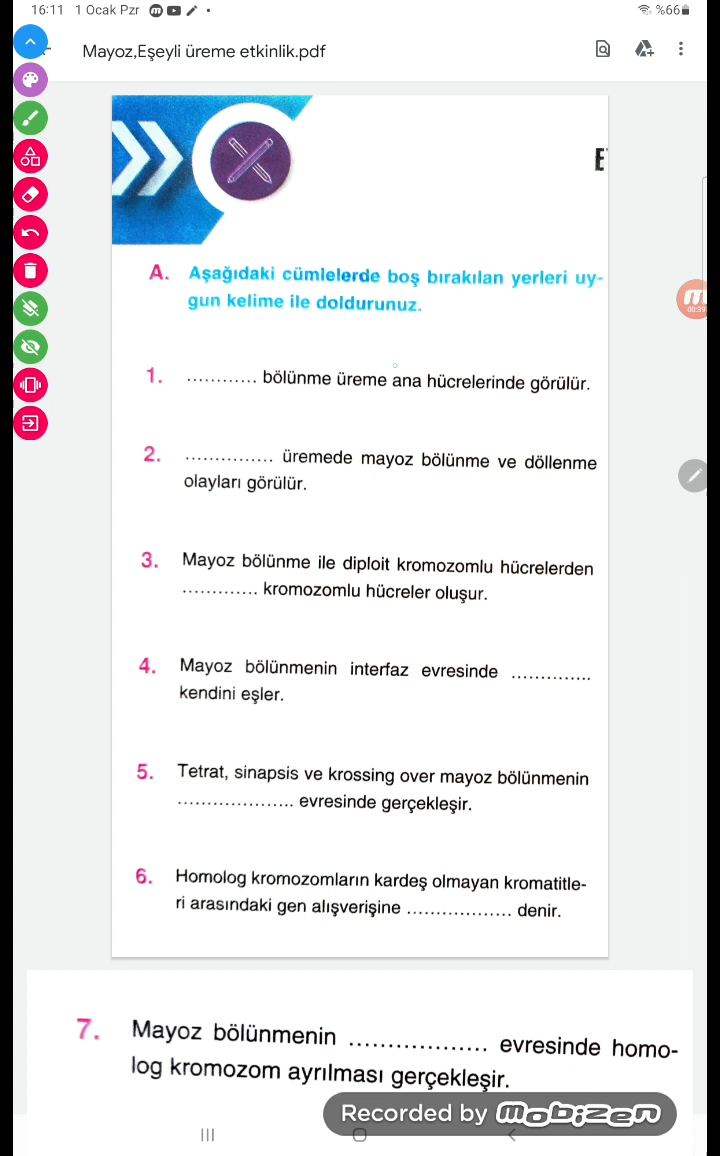 16:11 1 Ocak Pzr %66
Mayoz,Eşeyli üreme etkinlik.pdf
A. Aşağıdaki cümlelerde boş bırakılan yerleri uy-
gun kelime ile doldurunuz.
00:39
1. ............ bölünme üreme ana hücrelerinde görülür.
2. ............... üremede mayoz bölünme ve döllenme
olayları görülür.
3. Mayoz bölünme ile diploit kromozomlu hücrelerden
............. kromozomlu hücreler oluşur.
4. Mayoz bölünmenin interfaz evresinde ..............
kendini eşler.
5. Tetrat, sinapsis ve krossing over mayoz bölünmenin
.................... evresinde gerçekleşir.
6. Homolog kromozomların kardeş olmayan kromatitle-
ri arasındaki gen alışverişine .................. denir.
7. Mayoz bölünmenin .................. evresinde homo-
log kromozom ayrılması gerçekleşir.
Recorded by mobizen